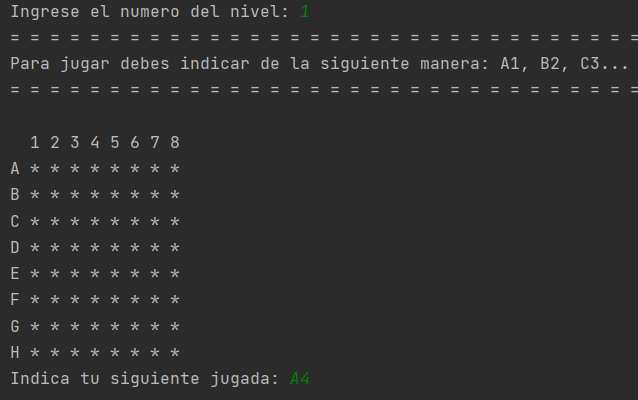 Ingrese el numero del nivel: 1
= = = = = = = = = = = = = = = = = = = = = = = = = = = = = = = =
Para jugar debes indicar de la siguiente manera: A1, B2, C3...
= = = = = = = = = = = = = = = = = = = = = = = = = = = = = = = =
1 2 3 4 5 6 7 8
A * * * * * * * *
B * * * * * * * *
C * * * * * * * *
D * * * * * * * *
E * * * * * * * *
F * * * * * * * *
G * * * * * * * *
H * * * * * * * *
Indica tu siguiente jugada: A4